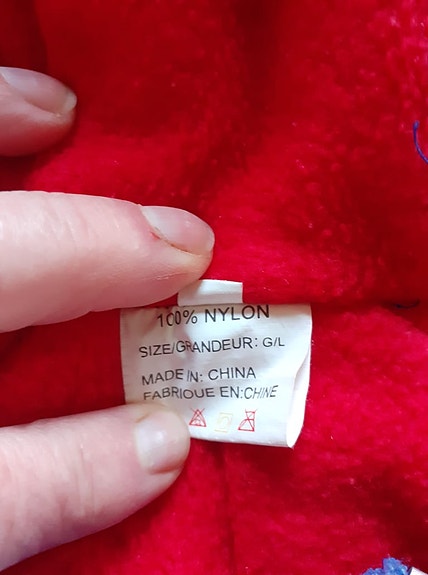 100% NYLON
SIZE/GRANDEUR: G/L
MADE IN: CHINA
FABRIQUE EN:CHINE